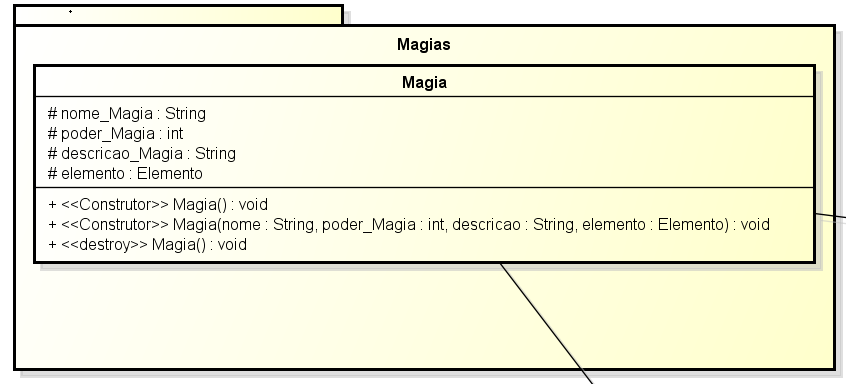 Magias
Magia
# nome_Magia : String
# poder_Magia : int
# descricao_Magia : String
# elemento : Elemento
+ <<Construtor>> Magia() : void
+ <<Construtor>> Magia(nome : String, poder_Magia : int, descricao : String, elemento : Elemento) : void
+ <<destroy>> Magia() : void